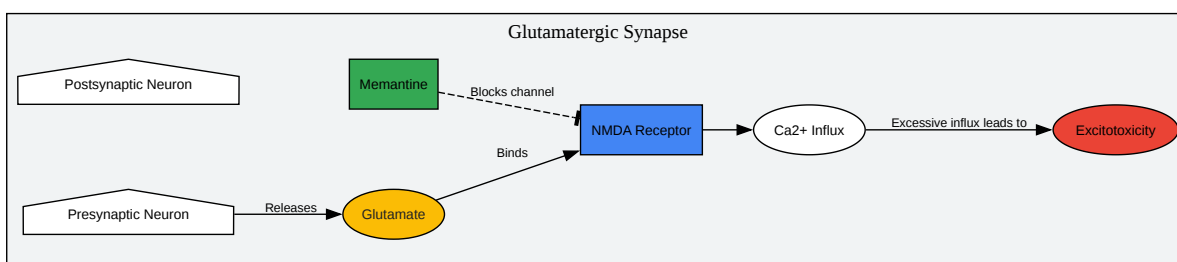 Glutamatergic Synapse
Postsynaptic Neuron
Memantine
Blocks channel
NMDA Receptor
Ca2+ Influx
Excessive influx leads to
Excitotoxicity
Binds
Presynaptic Neuron
Releases
Glutamate